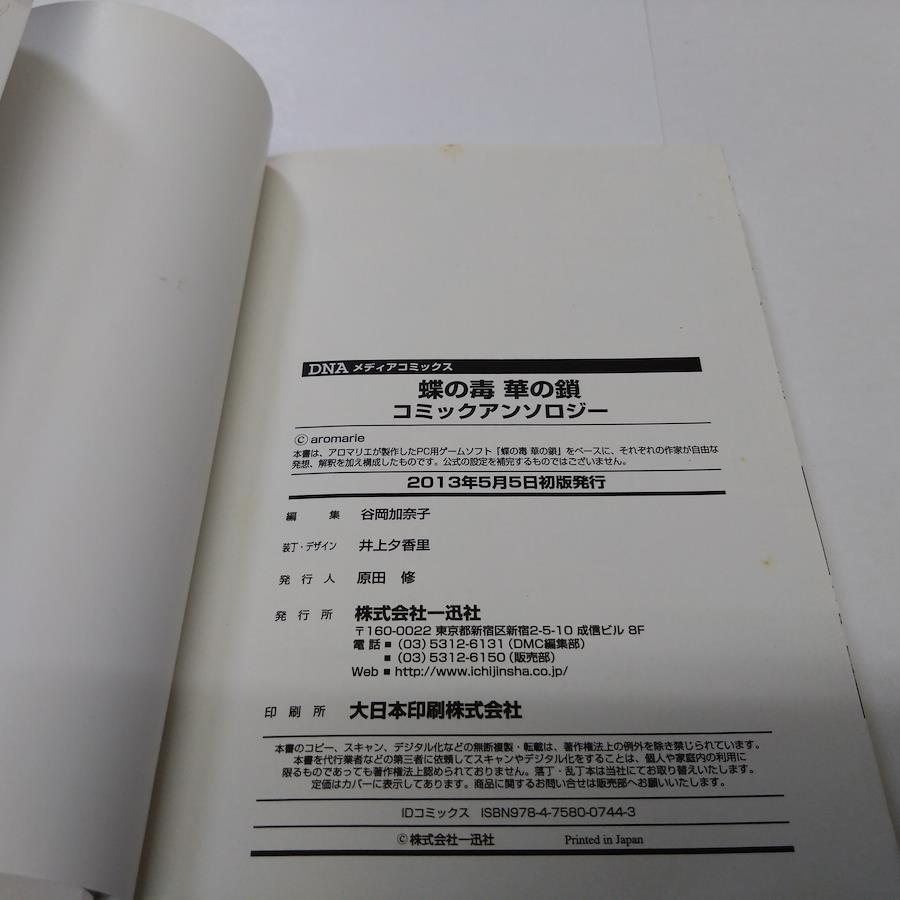 DNA メディアコミックス
蝶の毒 華の鎖
コミックアンソロジー
Ⓒ aromarie
本書は、アロマリエが製作したPC用ゲームソフト『蝶の毒 華の鎖』をベースに、それぞれの作家が自由な
発想、解釈を加え構成したものです。公式の設定を補完するものではございません。
2013年5月5日初版発行
編 集 谷岡加奈子
装丁・デザイン 井上夕香里
発 行 人 原田 修
発 行 所 株式会社一迅社
〒160-0022 東京都新宿区新宿2-5-10 成信ビル 8F
電 話 ■ (03) 5312-6131 (DMC編集部)
■ (03) 5312-6150 (販売部)
Web ■ http://www.ichijinsha.co.jp/
印 刷 所 大日本印刷株式会社
本書のコピー、スキャン、デジタル化などの無断複製・転載は、著作権法上の例外を除き禁じられています。
本書を代行業者などの第三者に依頼してスキャンやデジタル化をすることは、個人や家庭内の利用に
限るものであっても著作権法上認められておりません。落丁・乱丁本は当社にてお取り替えいたします。
定価はカバーに表示してあります。商品に関するお問い合せは販売部へお願いいたします。
IDコミックス ISBN978-4-7580-0744-3
Ⓒ株式会社一迅社 Printed in Japan